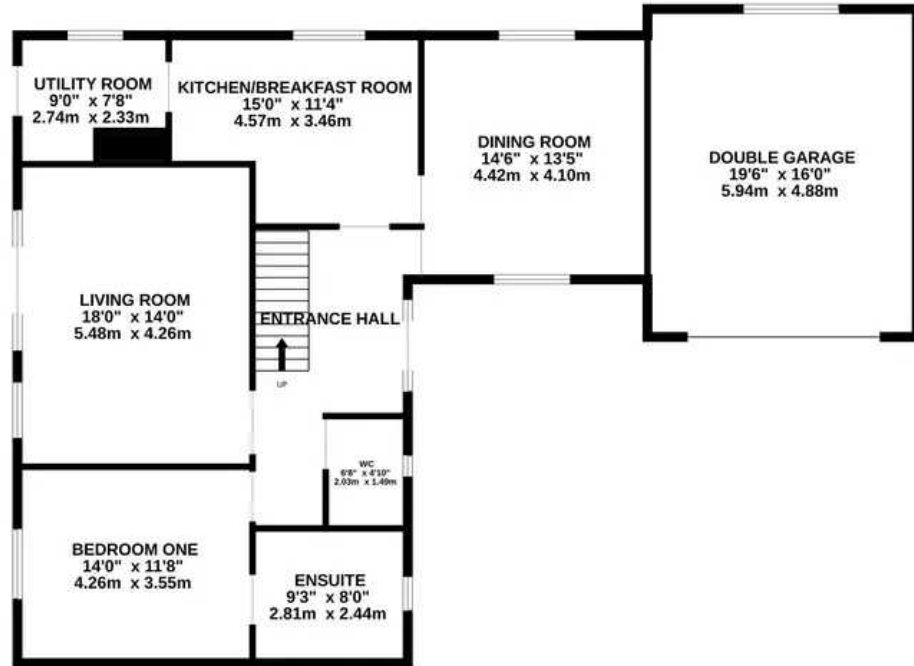 UTILITY ROOM
9'0" x 7'8"
2.74m x 2.33m
KITCHEN/BREAKFAST ROOM
15'0" x 11'4"
4.57m x 3.46m
DINING ROOM
14'6" x 13'5"
4.42m x 4.10m
DOUBLE GARAGE
19'6" x 16'0"
5.94m x 4.88m
LIVING ROOM
18'0" x 14'0"
5.48m x 4.26m
ENTRANCE HALL
UP
WC
6'8" x 4'10"
2.03m x 1.49m
BEDROOM ONE
14'0" x 11'8"
4.26m x 3.55m
ENSUITE
9'3" x 8'0"
2.81m x 2.44m